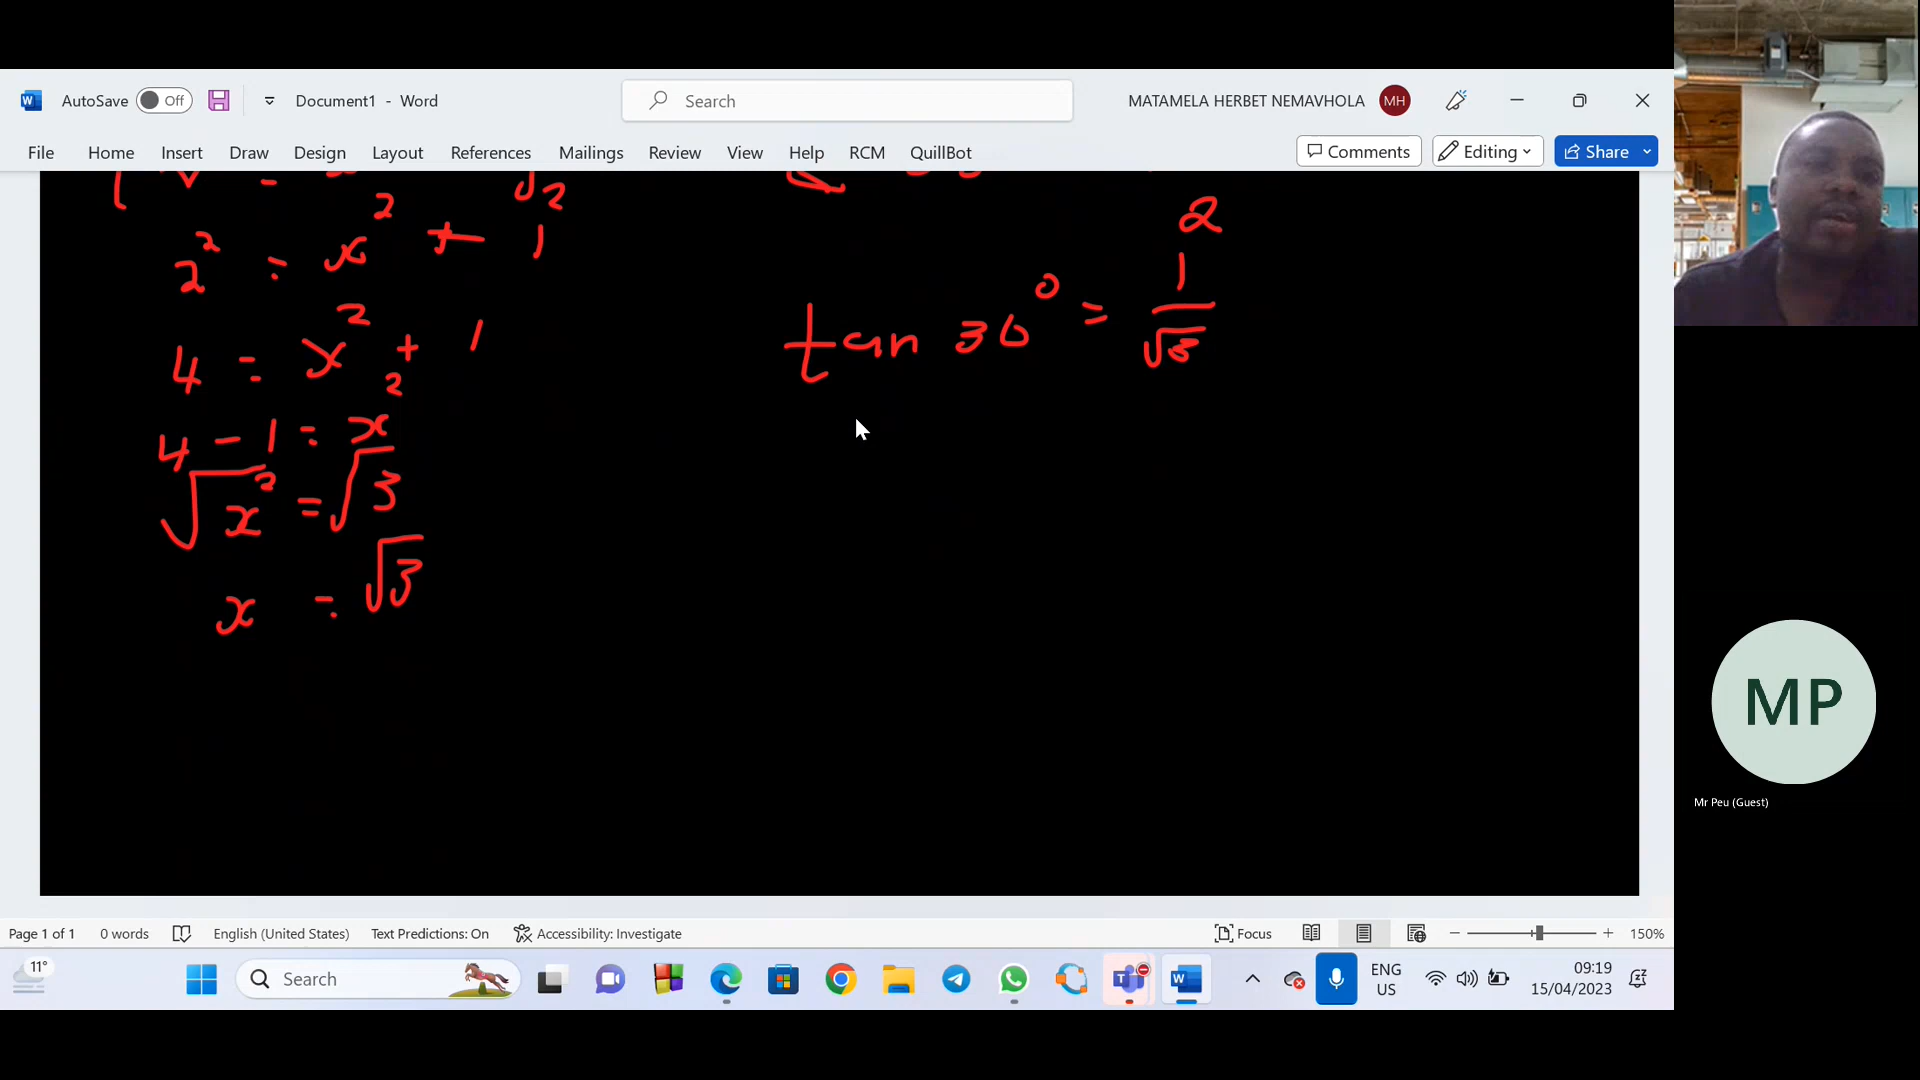 AutoSave Off Document1 - Word Search MATAMELA HERBET NEMAVHOLA MH
File Home Insert Draw Design Layout References Mailings Review View Help RCM QuillBot Comments Editing Share
2² = x² + 1
4 = x² + 1
4 - 1 = x²
√x² = √3
x = √3
2
tan 30° = 1/√3
MP
Mr Peu (Guest)
Page 1 of 1 0 words English (United States) Text Predictions: On Accessibility: Investigate Focus 150%
11° Search ENG US 09:19 15/04/2023